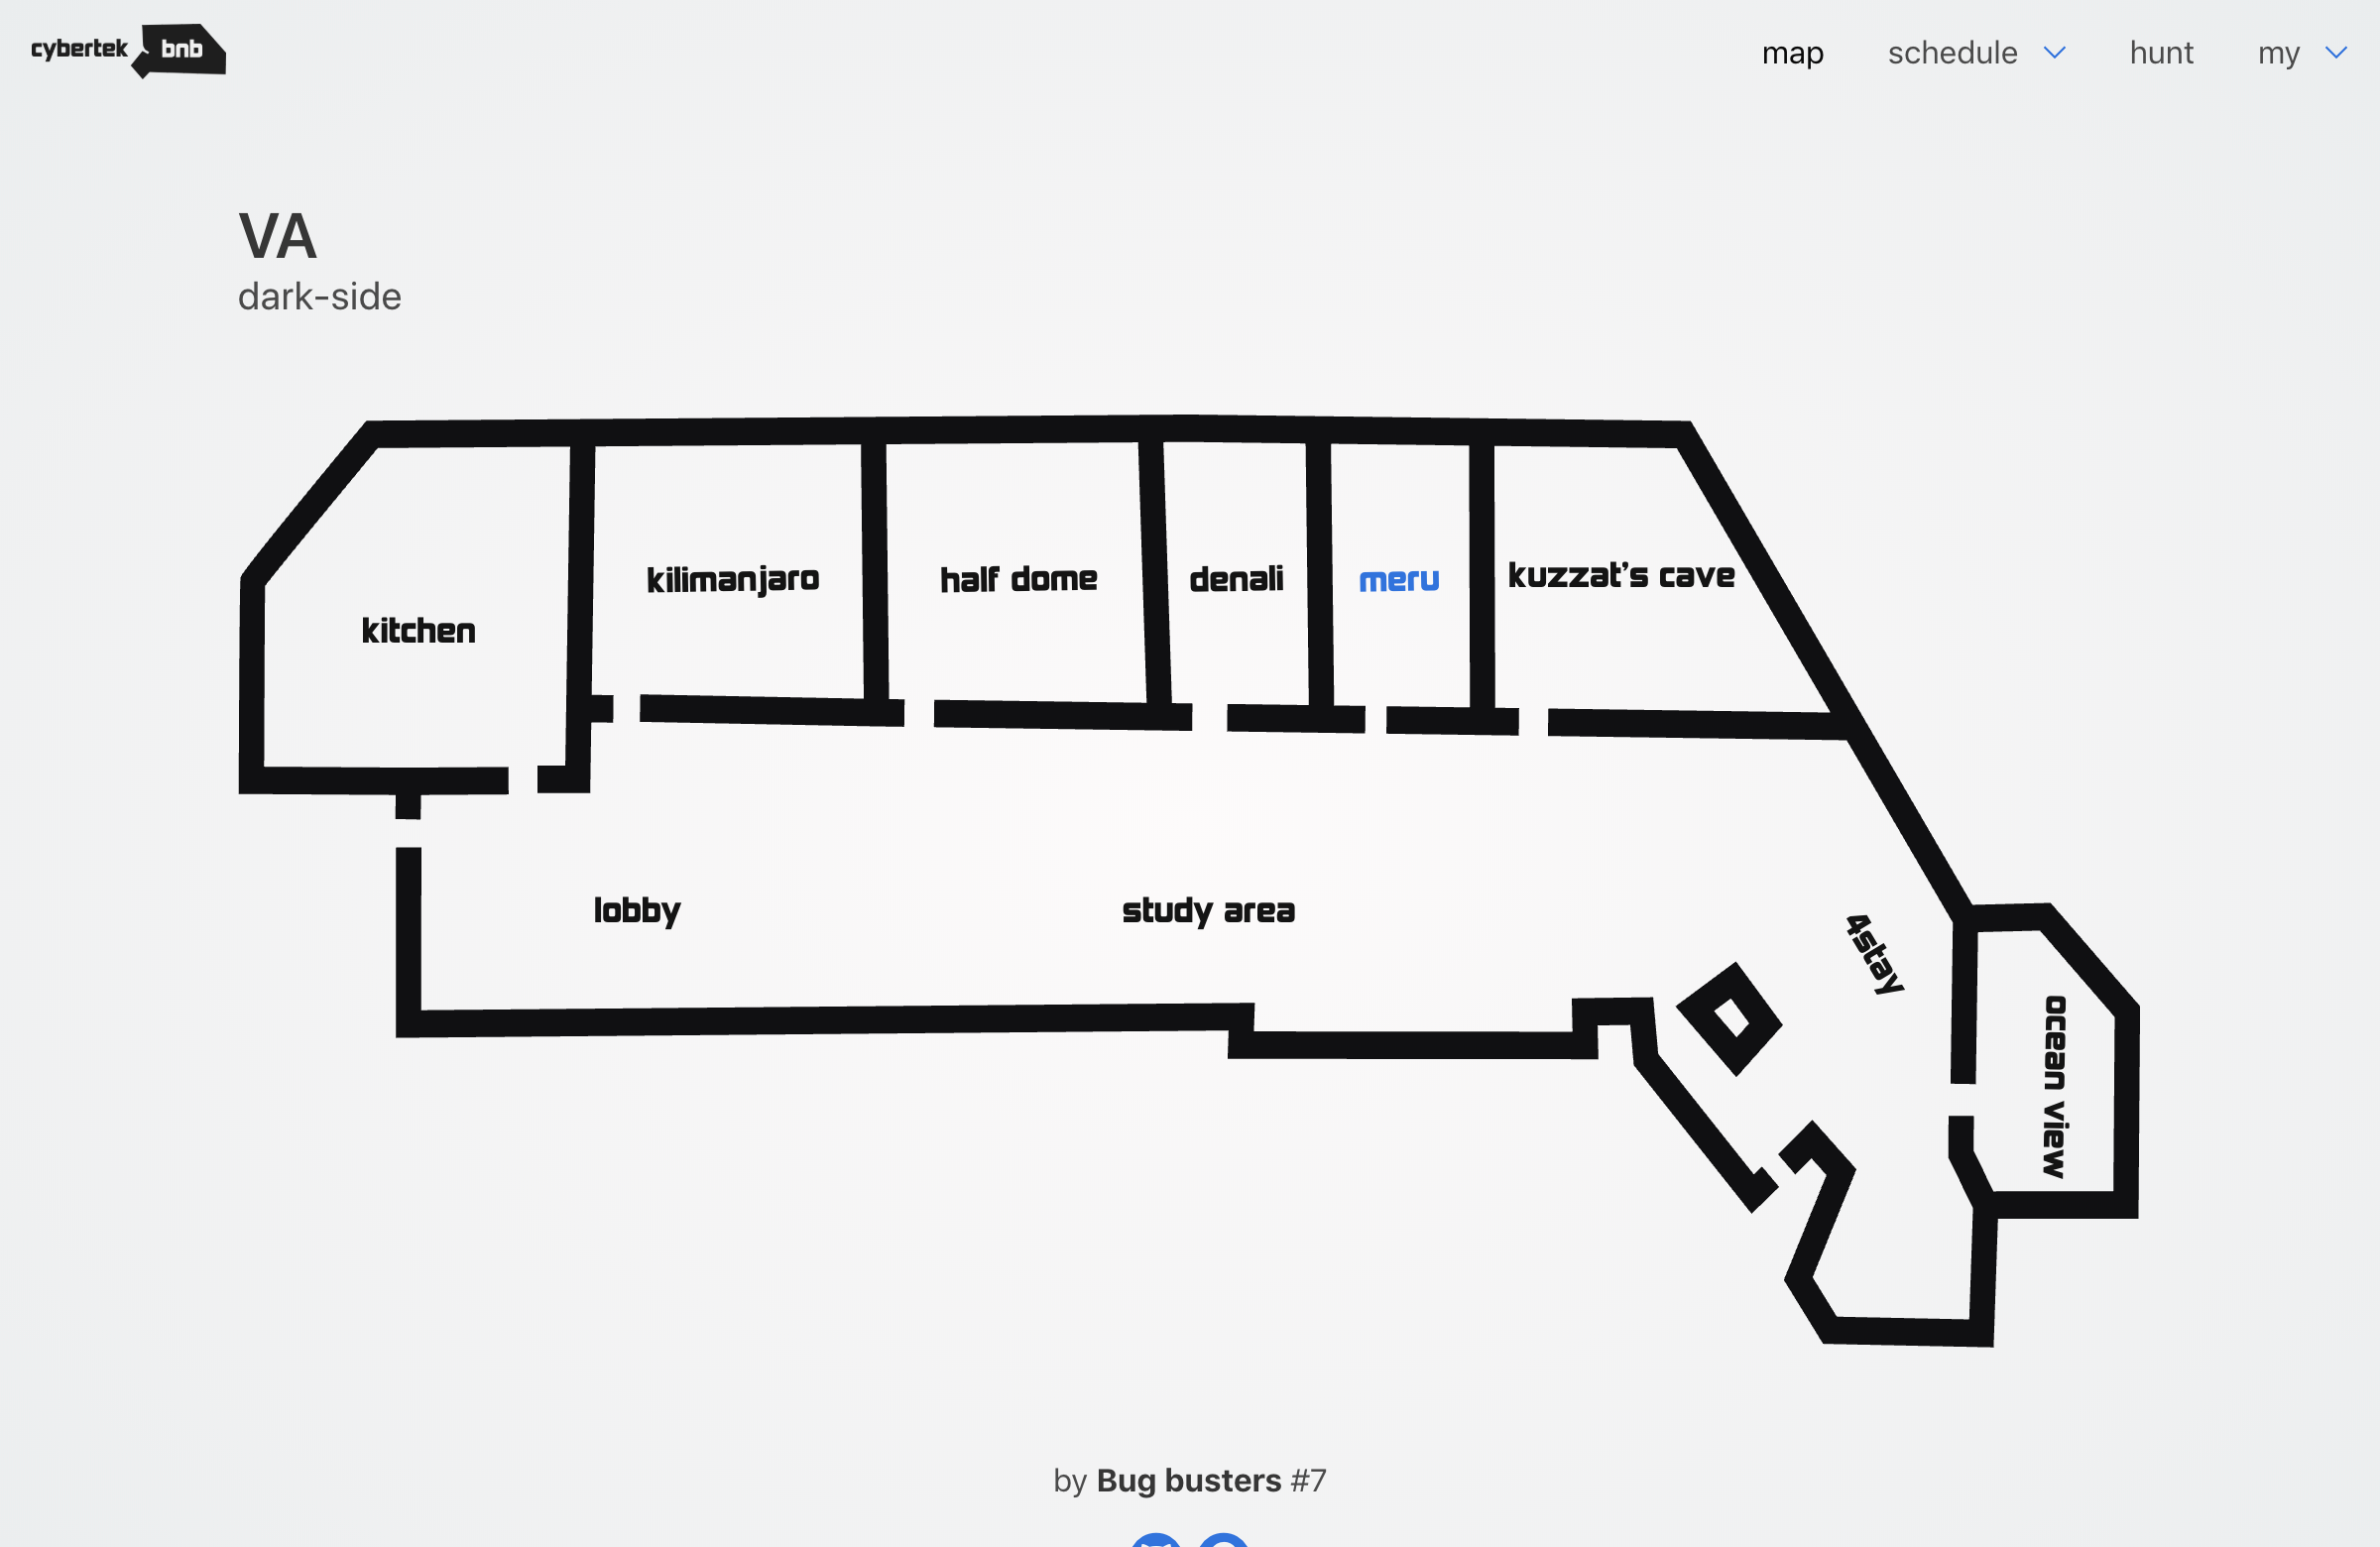 cybertek bnb
map schedule hunt my
VA
dark-side
kilimanjaro half dome denali meru kuzzat's cave
kitchen
lobby study area
4stay
ocean view
by Bug busters #7